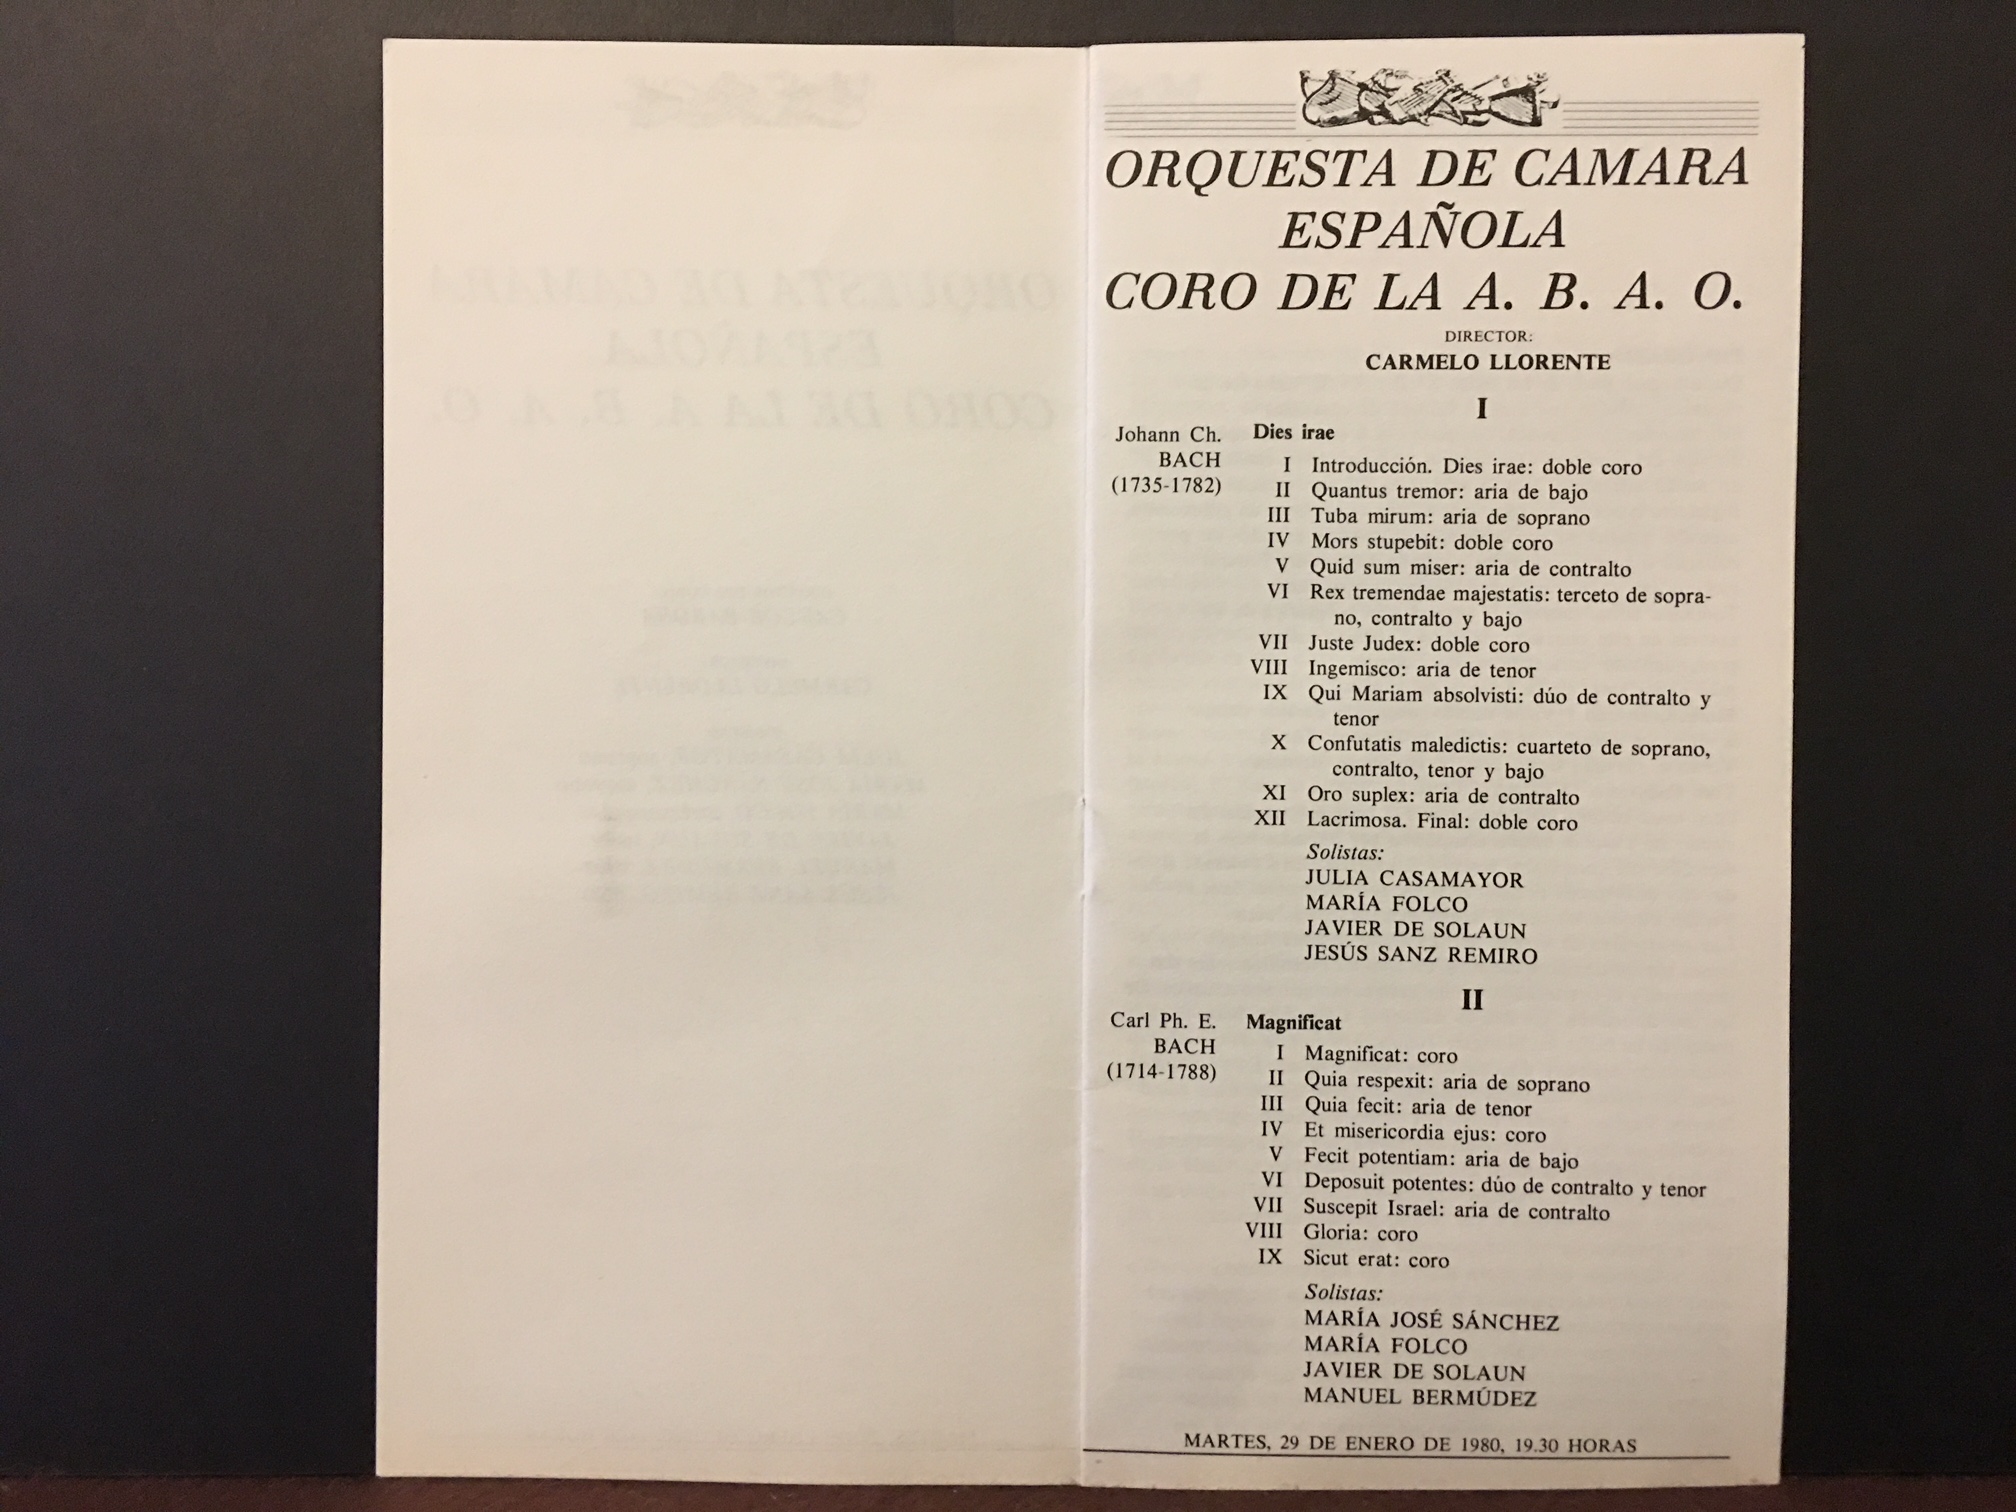 ORQUESTA DE CAMARA
ESPAÑOLA
CORO DE LA A. B. A. O.
DIRECTOR:
CARMELO LLORENTE
I
Johann Ch.
BACH
(1735-1782)
Dies irae
I Introducción. Dies irae: doble coro
II Quantus tremor: aria de bajo
III Tuba mirum: aria de soprano
IV Mors stupebit: doble coro
V Quid sum miser: aria de contralto
VI Rex tremendae majestatis: terceto de sopra-
no, contralto y bajo
VII Juste Judex: doble coro
VIII Ingemisco: aria de tenor
IX Qui Mariam absolvisti: dúo de contralto y
tenor
X Confutatis maledictis: cuarteto de soprano,
contralto, tenor y bajo
XI Oro suplex: aria de contralto
XII Lacrimosa. Final: doble coro
Solistas:
JULIA CASAMAYOR
MARÍA FOLCO
JAVIER DE SOLAUN
JESÚS SANZ REMIRO
II
Carl Ph. E.
BACH
(1714-1788)
Magnificat
I Magnificat: coro
II Quia respexit: aria de soprano
III Quia fecit: aria de tenor
IV Et misericordia ejus: coro
V Fecit potentiam: aria de bajo
VI Deposuit potentes: dúo de contralto y tenor
VII Suscepit Israel: aria de contralto
VIII Gloria: coro
IX Sicut erat: coro
Solistas:
MARÍA JOSÉ SÁNCHEZ
MARÍA FOLCO
JAVIER DE SOLAUN
MANUEL BERMÚDEZ
MARTES, 29 DE ENERO DE 1980, 19.30 HORAS